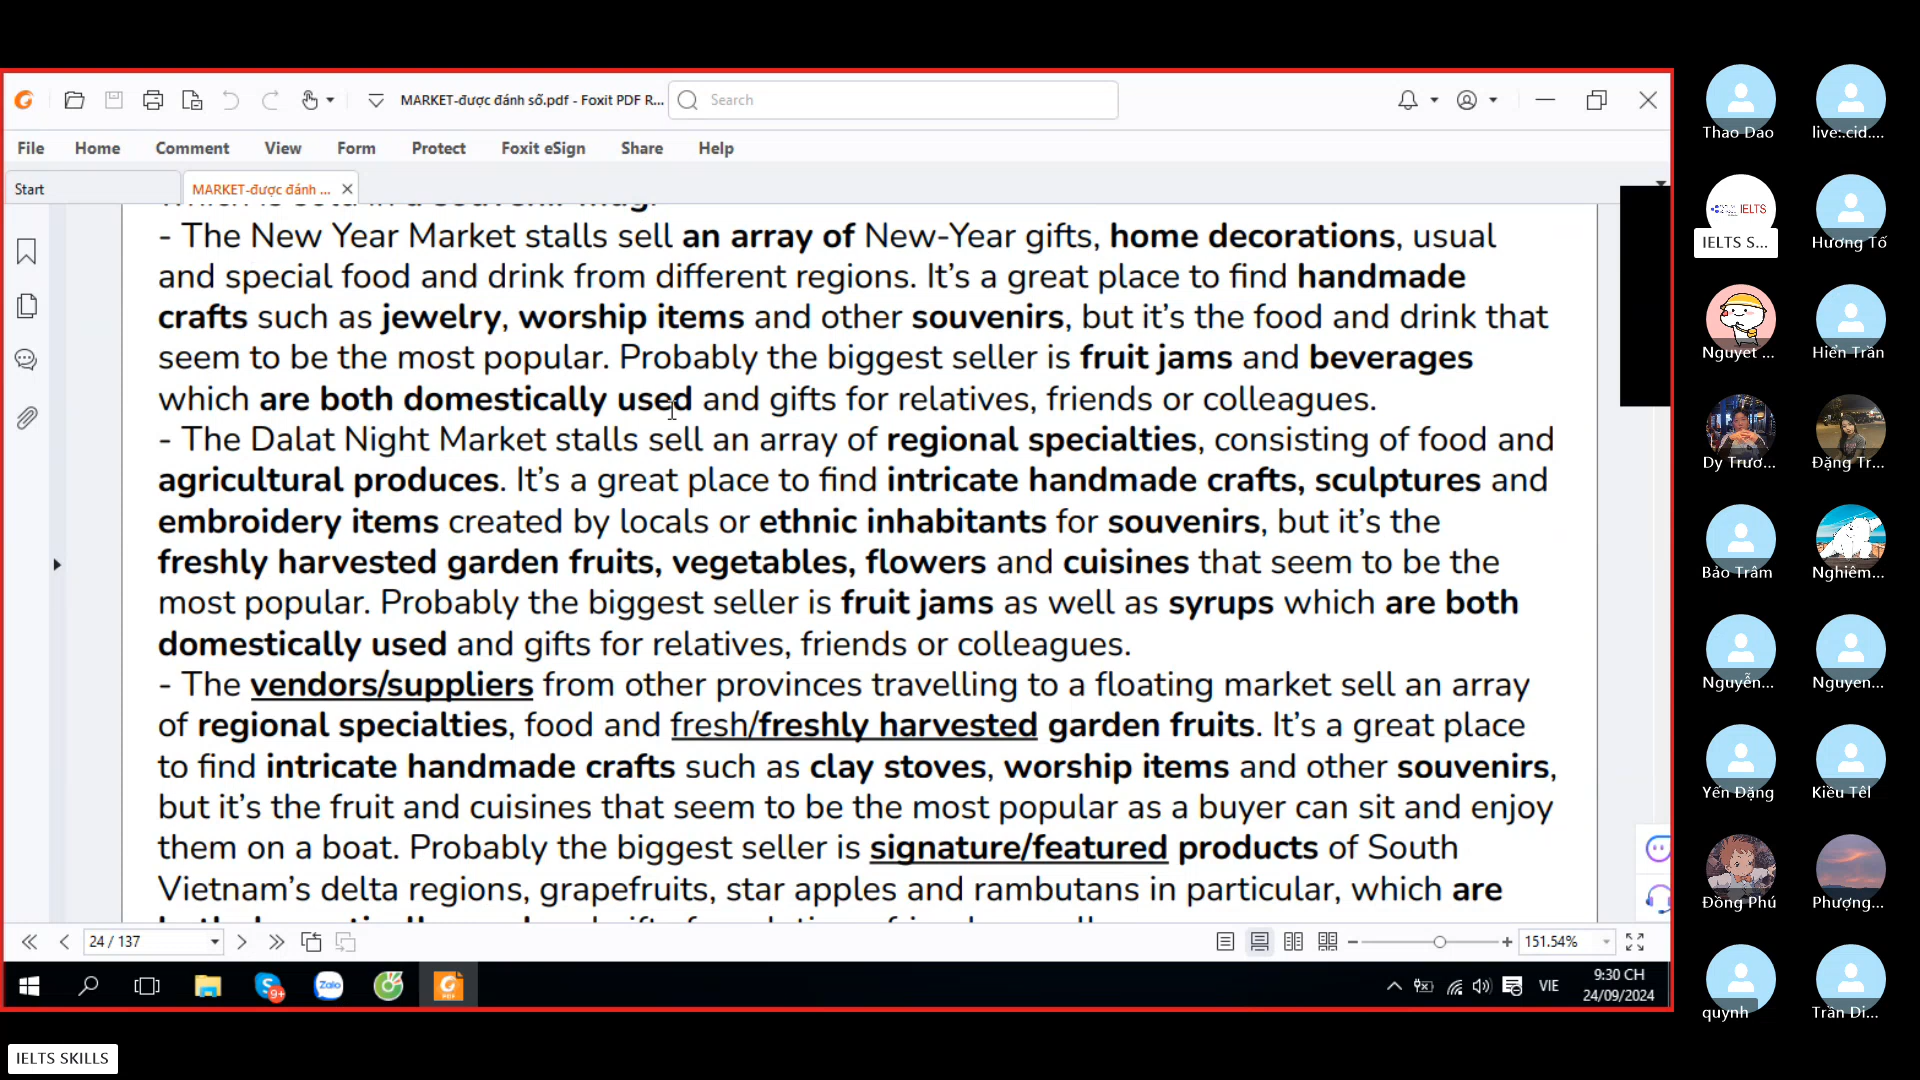 MARKET-được đánh số.pdf - Foxit PDF R...
Search
File Home Comment View Form Protect Foxit eSign Share Help
Start
MARKET-được đánh ...
- The New Year Market stalls sell an array of New-Year gifts, home decorations, usual
and special food and drink from different regions. It's a great place to find handmade
crafts such as jewelry, worship items and other souvenirs, but it's the food and drink that
seem to be the most popular. Probably the biggest seller is fruit jams and beverages
which are both domestically used and gifts for relatives, friends or colleagues.
- The Dalat Night Market stalls sell an array of regional specialties, consisting of food and
agricultural produces. It's a great place to find intricate handmade crafts, sculptures and
embroidery items created by locals or ethnic inhabitants for souvenirs, but it's the
freshly harvested garden fruits, vegetables, flowers and cuisines that seem to be the
most popular. Probably the biggest seller is fruit jams as well as syrups which are both
domestically used and gifts for relatives, friends or colleagues.
- The vendors/suppliers from other provinces travelling to a floating market sell an array
of regional specialties, food and fresh/freshly harvested garden fruits. It's a great place
to find intricate handmade crafts such as clay stoves, worship items and other souvenirs,
but it's the fruit and cuisines that seem to be the most popular as a buyer can sit and enjoy
them on a boat. Probably the biggest seller is signature/featured products of South
Vietnam's delta regions, grapefruits, star apples and rambutans in particular, which are
24 / 137
151.54%
9+
Zalo
PDF
VIE
9:30 CH
24/09/2024
Thao Dao
live:.cid....
IELTS
IELTS S...
Hương Tố
Nguyet ...
Hiển Trần
Dy Trươ...
Đặng Tr...
Bảo Trâm
Nghiêm...
Nguyễn...
Nguyen...
Yến Đặng
Kiều Têl
Đồng Phú
Phượng...
quynh
Trần Di...
IELTS SKILLS